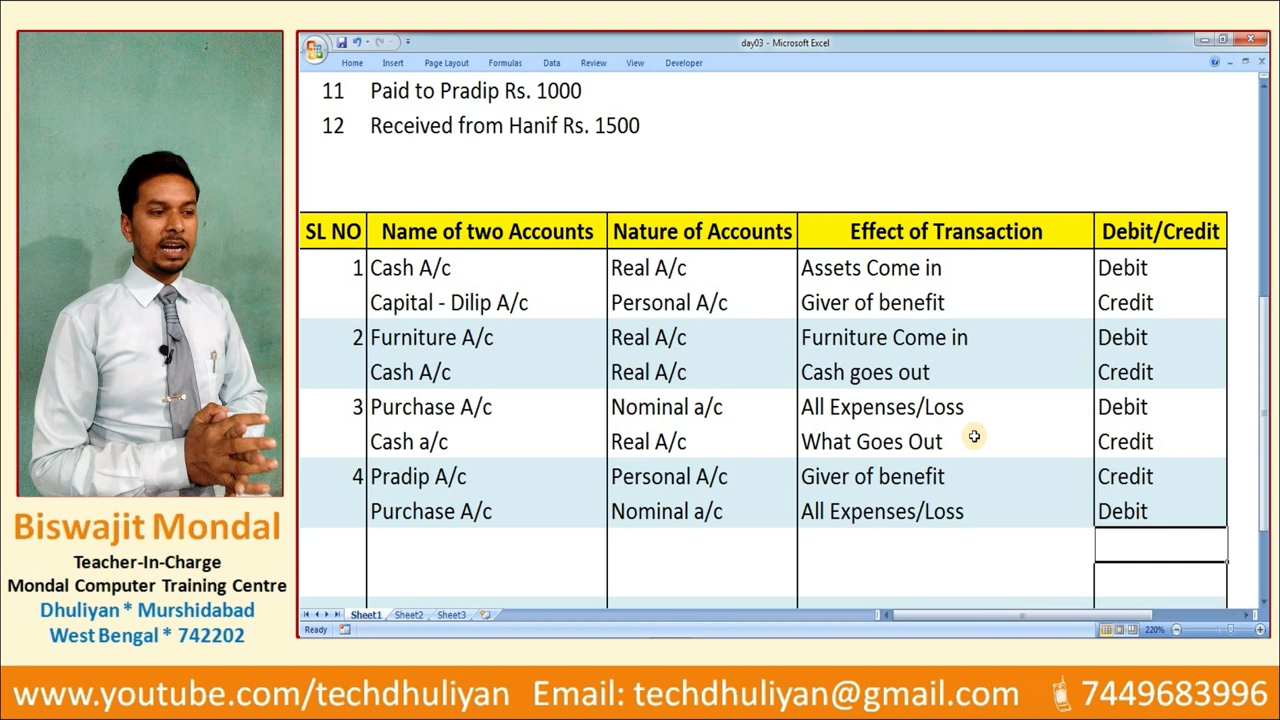 day03 - Microsoft Excel
Home Insert Page Layout Formulas Data Review View Developer
11 Paid to Pradip Rs. 1000
12 Received from Hanif Rs. 1500
SL NO Name of two Accounts Nature of Accounts Effect of Transaction Debit/Credit
1 Cash A/c Real A/c Assets Come in Debit
Capital - Dilip A/c Personal A/c Giver of benefit Credit
2 Furniture A/c Real A/c Furniture Come in Debit
Cash A/c Real A/c Cash goes out Credit
3 Purchase A/c Nominal a/c All Expenses/Loss Debit
Cash a/c Real A/c What Goes Out Credit
4 Pradip A/c Personal A/c Giver of benefit Credit
Purchase A/c Nominal a/c All Expenses/Loss Debit
Sheet1 Sheet2 Sheet3
Ready 220%
Biswajit Mondal
Teacher-In-Charge
Mondal Computer Training Centre
Dhuliyan * Murshidabad
West Bengal * 742202
www.youtube.com/techdhuliyan Email: techdhuliyan@gmail.com 7449683996